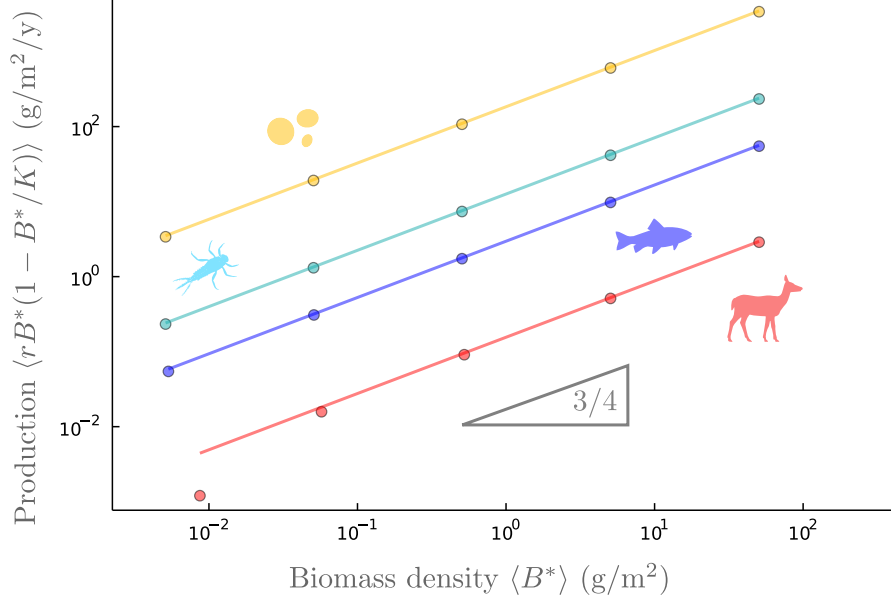 Production ⟨rB*(1 − B*/K)⟩ (g/m²/y)
10²
10⁰
10⁻²
3/4
10⁻² 10⁻¹ 10⁰ 10¹ 10²
Biomass density ⟨B*⟩ (g/m²)